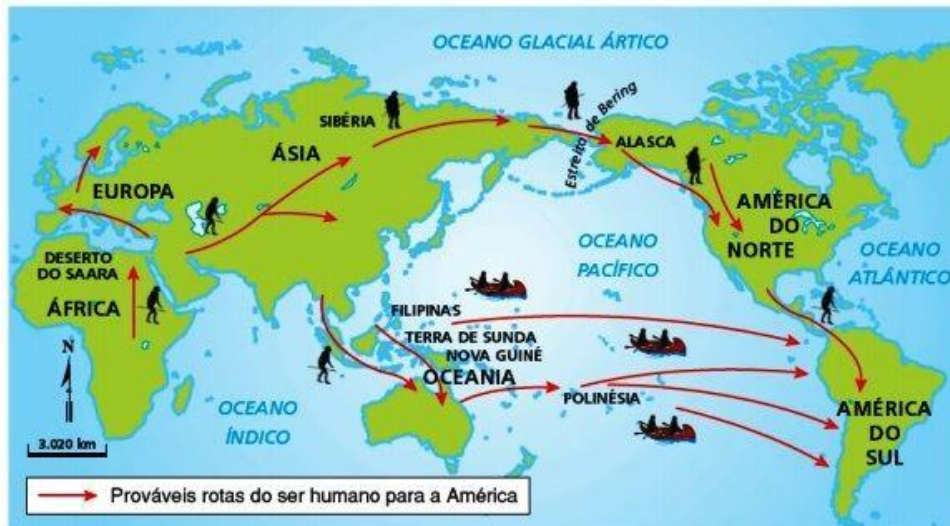 OCEANO GLACIAL ÁRTICO
SIBÉRIA
Estreito de Bering
ALASCA
ÁSIA
EUROPA
AMÉRICA
DO
NORTE
OCEANO
PACÍFICO
OCEANO
ATLÂNTICO
DESERTO
DO SAARA
ÁFRICA
FILIPINAS
TERRA DE SUNDA
NOVA GUINÉ
OCEANIA
POLINÉSIA
AMÉRICA
DO
SUL
N
OCEANO
ÍNDICO
3.020 km
Prováveis rotas do ser humano para a América